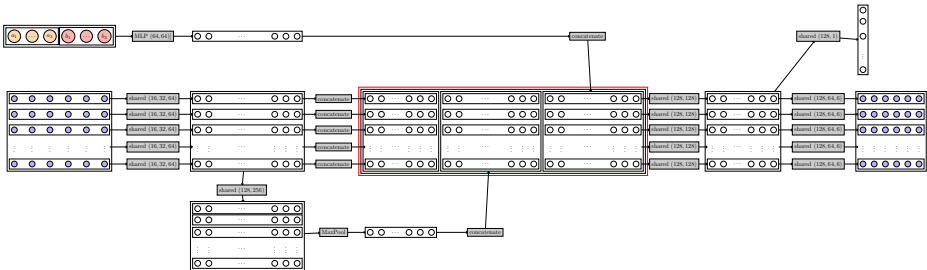 MLP (64,64)]
concatenate
shared (128, 1)
shared (16, 32, 64)
concatenate
shared (128, 128)
shared (128, 64, 6)
shared (16, 32, 64)
concatenate
shared (128, 128)
shared (128, 64, 6)
shared (16, 32, 64)
concatenate
shared (128, 128)
shared (128, 64, 6)
shared (16, 32, 64)
concatenate
shared (128, 128)
shared (128, 64, 6)
shared (16, 32, 64)
concatenate
shared (128, 128)
shared (128, 64, 6)
shared (128, 256)
MaxPool
concatenate